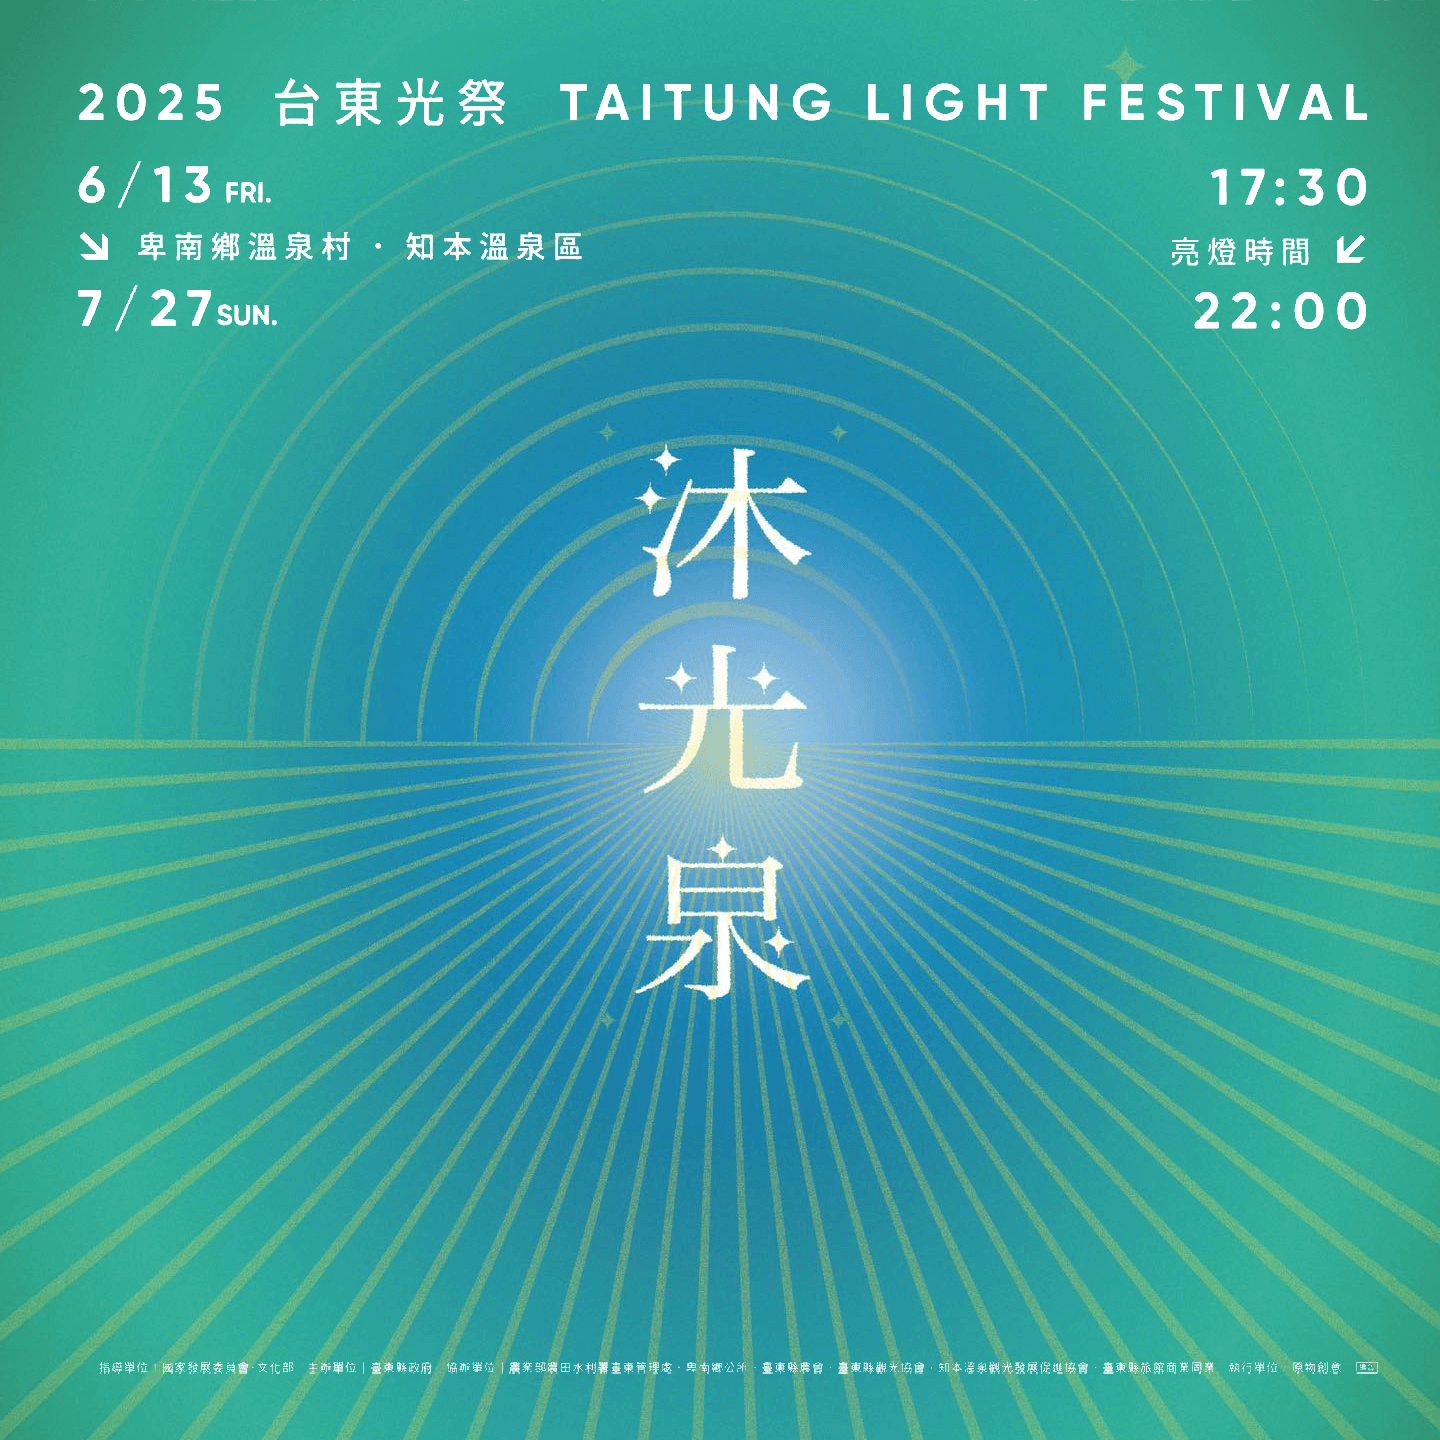 2025 台東光祭 TAITUNG LIGHT FESTIVAL
6/13 FRI.
卑南鄉溫泉村・知本溫泉區
7/27 SUN.
17:30
亮燈時間
22:00
沐
光
泉
指導單位|國家發展委員會・文化部 主辦單位|臺東縣政府 協辦單位|農業部農田水利署臺東管理處・卑南鄉公所・臺東縣農會・臺東縣觀光協會・知本溫泉觀光發展促進協會・臺東縣旅館商業同業 執行單位 原物創意